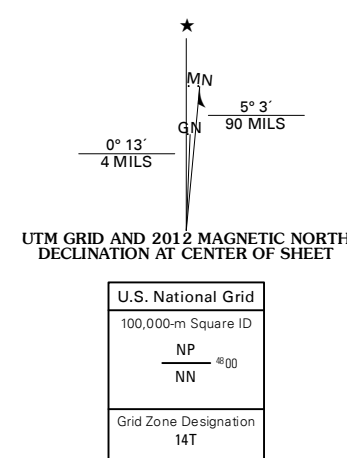 ★
MN
GN
5° 3´
90 MILS
0° 13´
4 MILS
UTM GRID AND 2012 MAGNETIC NORTH
DECLINATION AT CENTER OF SHEET
U.S. National Grid
100,000-m Square ID
NP
4800
NN
Grid Zone Designation
14T